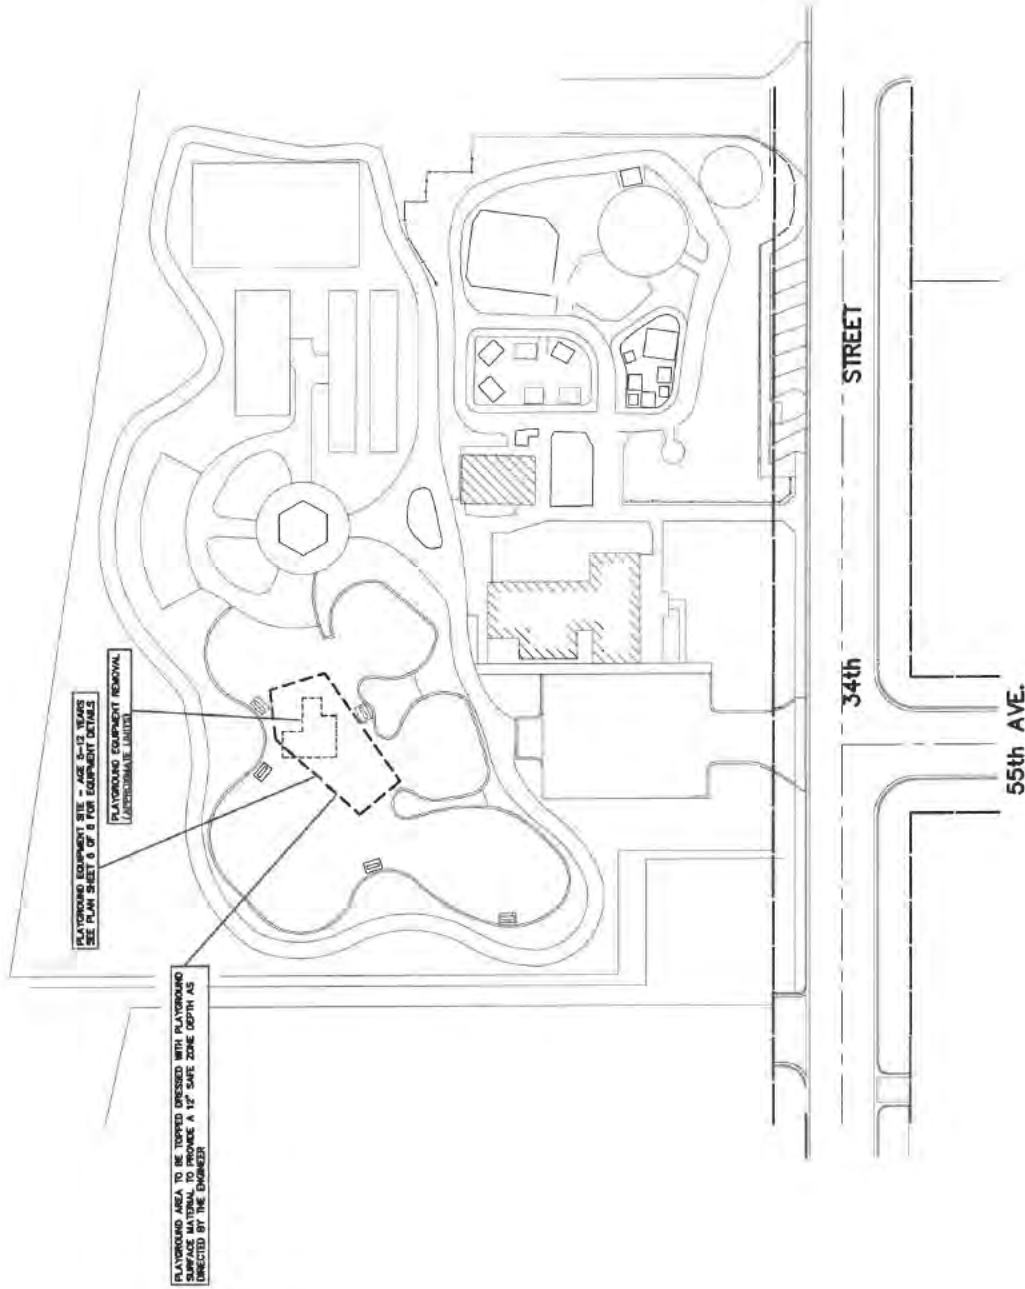 PLAYGROUND EQUIPMENT SITE - AGE 5-12 YEARS
SEE PLAN SHEET 6 OF 8 FOR EQUIPMENT DETAILS
PLAYGROUND EQUIPMENT REMOVAL
(APPROXIMATE LIMITS)
PLAYGROUND AREA TO BE TOPPED DRESSED WITH PLAYGROUND
SURFACE MATERIAL TO PROVIDE A 12" SAFE ZONE DEPTH AS
DIRECTED BY THE ENGINEER
34th STREET
55th AVE.